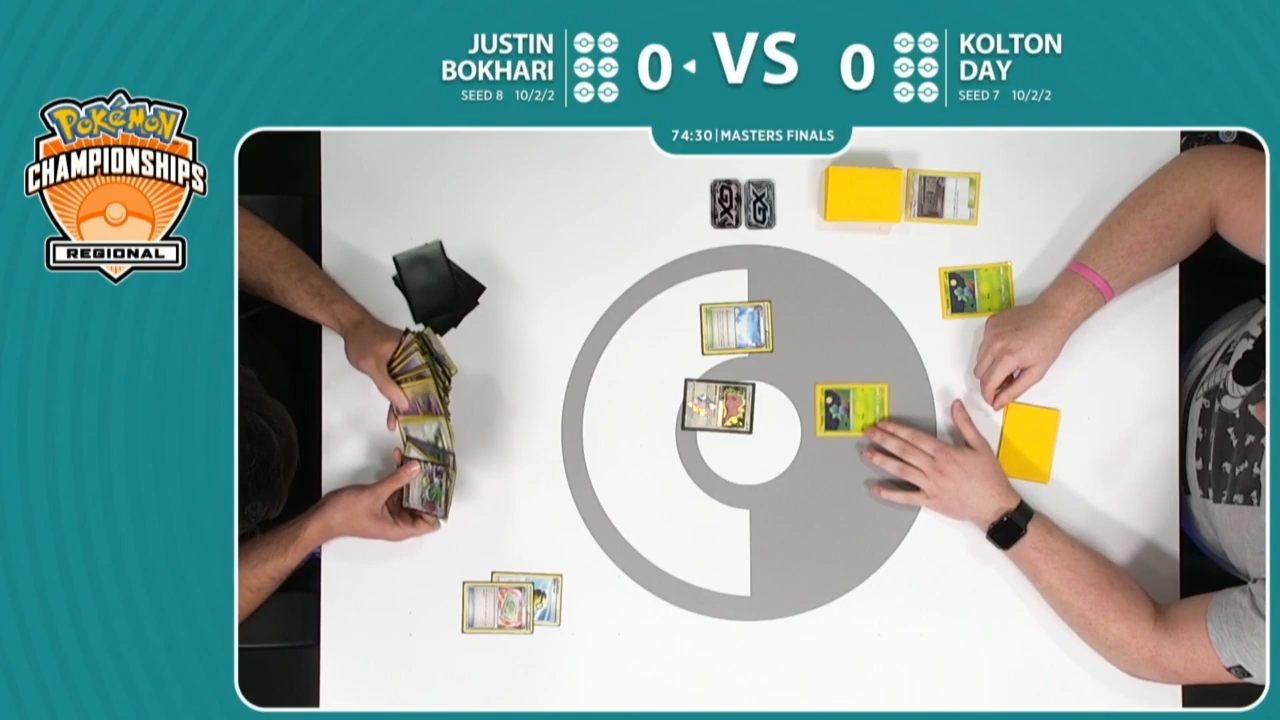 JUSTIN
BOKHARI
SEED 8 10/2/2
0
VS
0
KOLTON
DAY
SEED 7 10/2/2
74:30 | MASTERS FINALS
POKéMON
CHAMPIONSHIPS
REGIONAL
GX
GX